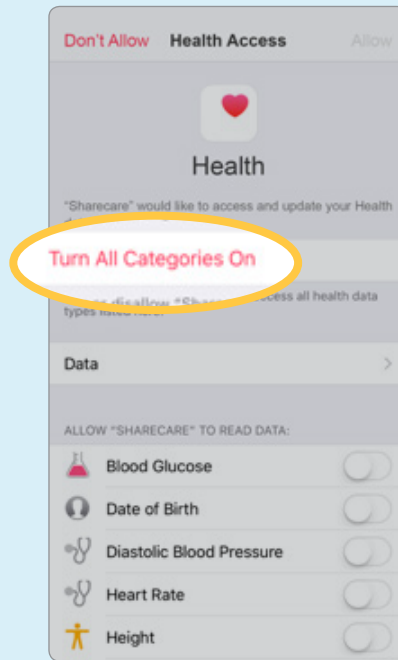 Don't Allow Health Access Allow
Health
"Sharecare" would like to access and update your Health
Turn All Categories On
disallow access all health data
types
Data
ALLOW "SHARECARE" TO READ DATA:
Blood Glucose
Date of Birth
Diastolic Blood Pressure
Heart Rate
Height